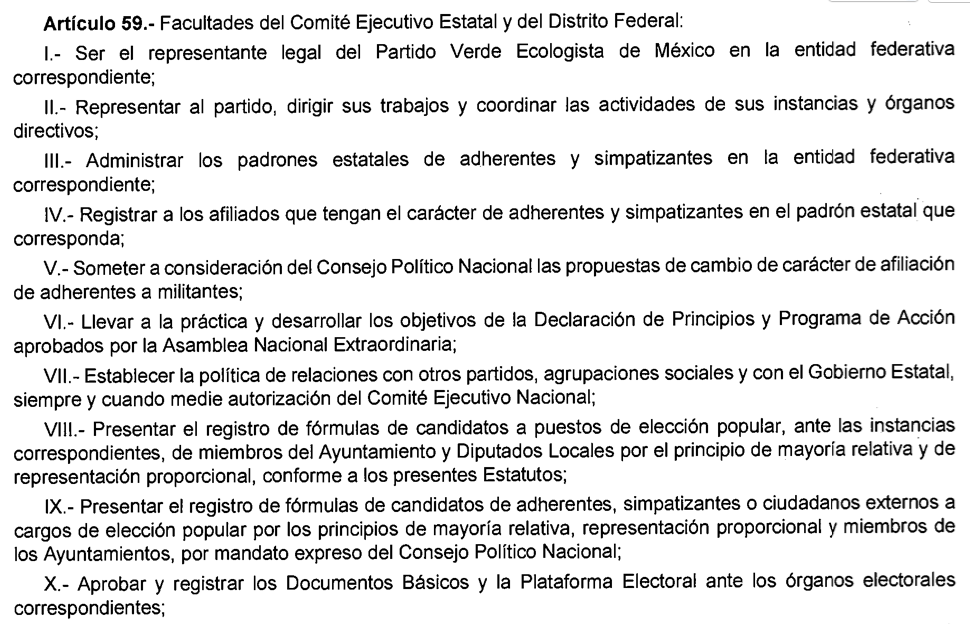 Artículo 59.- Facultades del Comité Ejecutivo Estatal y del Distrito Federal:
I.- Ser el representante legal del Partido Verde Ecologista de México en la entidad federativa
correspondiente;
II.- Representar al partido, dirigir sus trabajos y coordinar las actividades de sus instancias y órganos
directivos;
III.- Administrar los padrones estatales de adherentes y simpatizantes en la entidad federativa
correspondiente;
IV.- Registrar a los afiliados que tengan el carácter de adherentes y simpatizantes en el padrón estatal que
corresponda;
V.- Someter a consideración del Consejo Político Nacional las propuestas de cambio de carácter de afiliación
de adherentes a militantes;
VI.- Llevar a la práctica y desarrollar los objetivos de la Declaración de Principios y Programa de Acción
aprobados por la Asamblea Nacional Extraordinaria;
VII.- Establecer la política de relaciones con otros partidos, agrupaciones sociales y con el Gobierno Estatal,
siempre y cuando medie autorización del Comité Ejecutivo Nacional;
VIII.- Presentar el registro de fórmulas de candidatos a puestos de elección popular, ante las instancias
correspondientes, de miembros del Ayuntamiento y Diputados Locales por el principio de mayoría relativa y de
representación proporcional, conforme a los presentes Estatutos;
IX.- Presentar el registro de fórmulas de candidatos de adherentes, simpatizantes o ciudadanos externos a
cargos de elección popular por los principios de mayoría relativa, representación proporcional y miembros de
los Ayuntamientos, por mandato expreso del Consejo Político Nacional;
X.- Aprobar y registrar los Documentos Básicos y la Plataforma Electoral ante los órganos electorales
correspondientes;